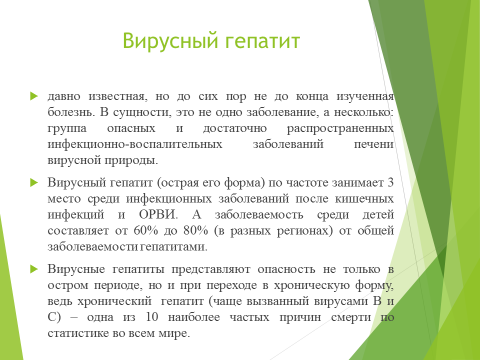 Вирусный гепатит
давно известная, но до сих пор не до конца изученная
болезнь. В сущности, это не одно заболевание, а несколько:
группа опасных и достаточно распространенных
инфекционно-воспалительных заболеваний печени
вирусной природы.
Вирусный гепатит (острая его форма) по частоте занимает 3
место среди инфекционных заболеваний после кишечных
инфекций и ОРВИ. А заболеваемость среди детей
составляет от 60% до 80% (в разных регионах) от общей
заболеваемости гепатитами.
Вирусные гепатиты представляют опасность не только в
остром периоде, но и при переходе в хроническую форму,
ведь хронический гепатит (чаще вызванный вирусами В и
С) – одна из 10 наиболее частых причин смерти по
статистике во всем мире.